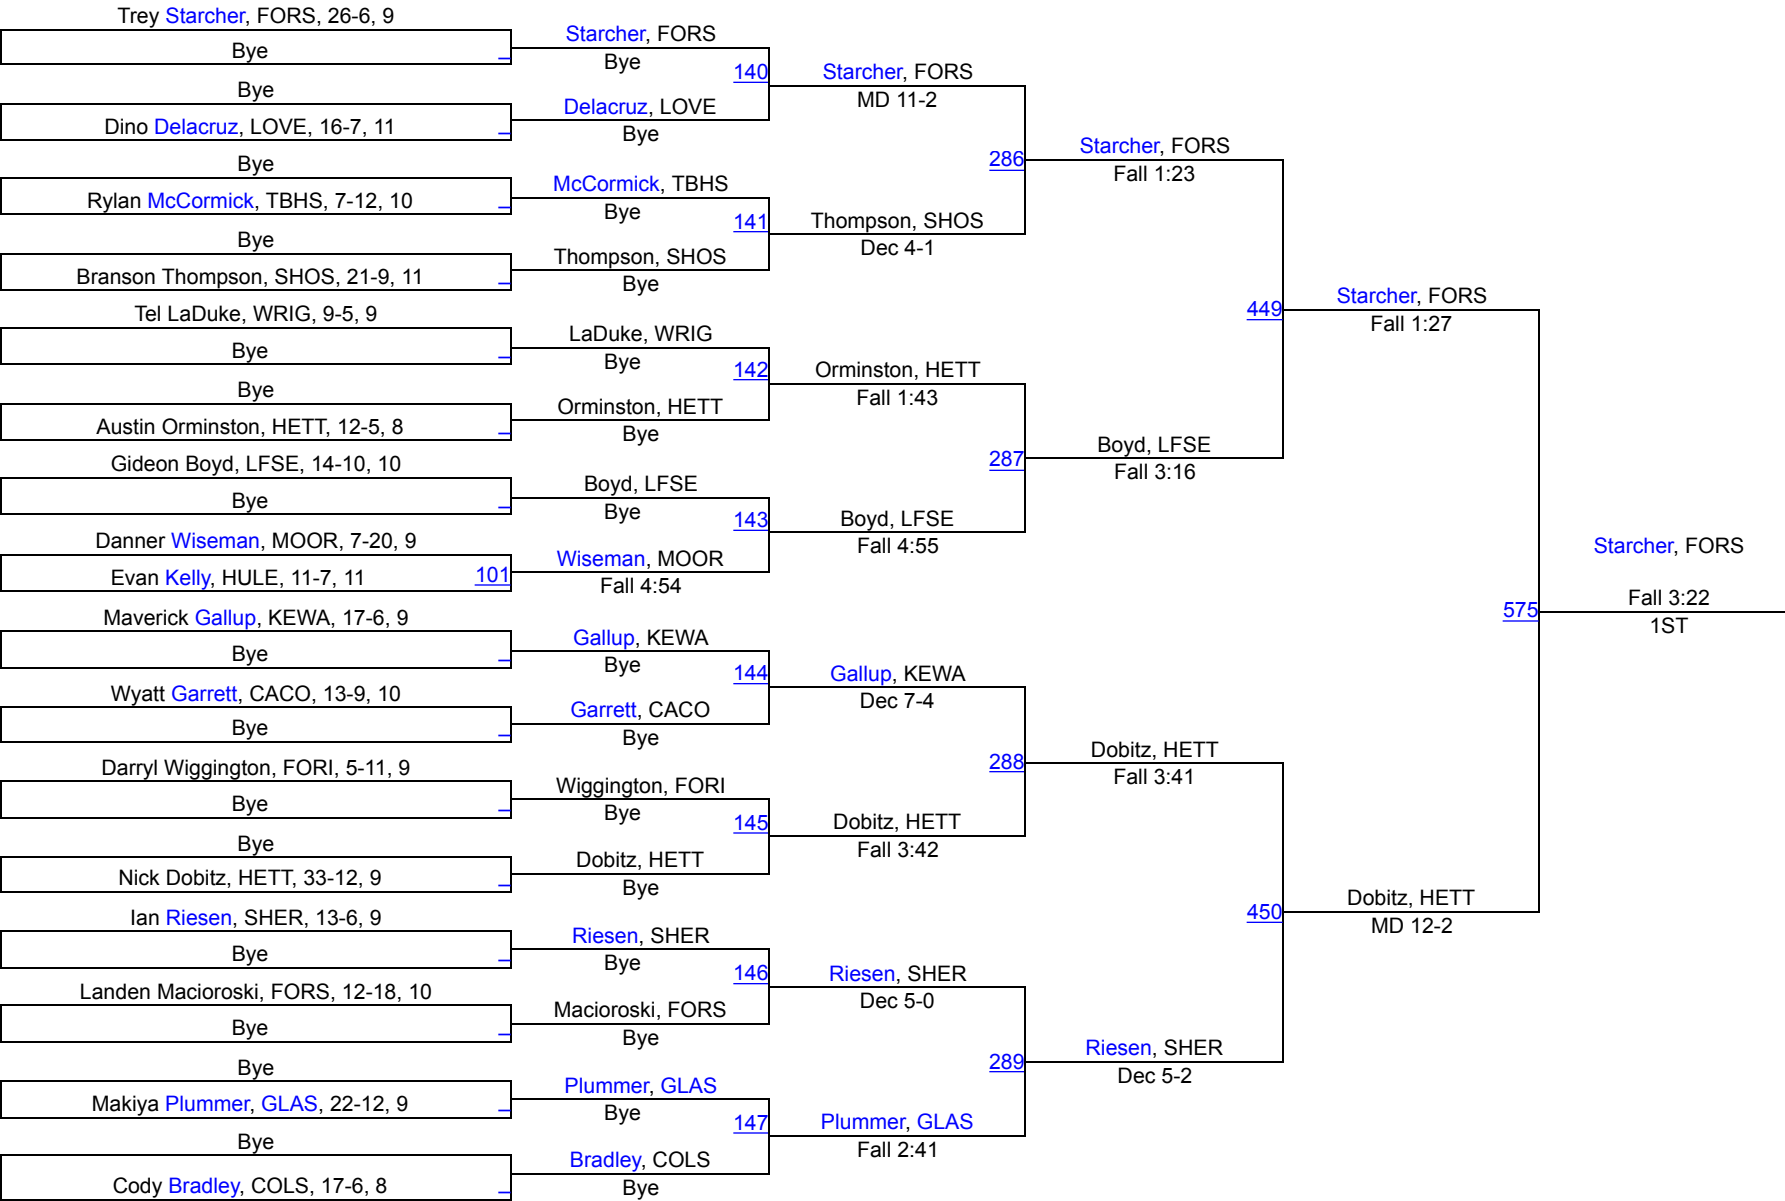 Trey Starcher, FORS, 26-6, 9
Bye
Bye
Dino Delacruz, LOVE, 16-7, 11
Bye
Rylan McCormick, TBHS, 7-12, 10
Bye
Branson Thompson, SHOS, 21-9, 11
Tel LaDuke, WRIG, 9-5, 9
Bye
Bye
Austin Orminston, HETT, 12-5, 8
Gideon Boyd, LFSE, 14-10, 10
Bye
Danner Wiseman, MOOR, 7-20, 9
Evan Kelly, HULE, 11-7, 11 101
Maverick Gallup, KEWA, 17-6, 9
Bye
Wyatt Garrett, CACO, 13-9, 10
Bye
Darryl Wiggington, FORI, 5-11, 9
Bye
Bye
Nick Dobitz, HETT, 33-12, 9
Ian Riesen, SHER, 13-6, 9
Bye
Landen Macioroski, FORS, 12-18, 10
Bye
Bye
Makiya Plummer, GLAS, 22-12, 9
Bye
Cody Bradley, COLS, 17-6, 8
Starcher, FORS
Bye
140
Delacruz, LOVE
Bye
McCormick, TBHS
Bye
141
Thompson, SHOS
Bye
LaDuke, WRIG
Bye
142
Orminston, HETT
Bye
Boyd, LFSE
Bye
143
Wiseman, MOOR
Fall 4:54
Gallup, KEWA
Bye
144
Garrett, CACO
Bye
Wiggington, FORI
Bye
145
Dobitz, HETT
Bye
Riesen, SHER
Bye
146
Macioroski, FORS
Bye
Plummer, GLAS
Bye
147
Bradley, COLS
Bye
Starcher, FORS
MD 11-2
286
Thompson, SHOS
Dec 4-1
Orminston, HETT
Fall 1:43
287
Boyd, LFSE
Fall 4:55
Gallup, KEWA
Dec 7-4
288
Dobitz, HETT
Fall 3:42
Riesen, SHER
Dec 5-0
289
Plummer, GLAS
Fall 2:41
Starcher, FORS
Fall 1:23
449
Boyd, LFSE
Fall 3:16
Dobitz, HETT
Fall 3:41
450
Riesen, SHER
Dec 5-2
Starcher, FORS
Fall 1:27
575
Dobitz, HETT
MD 12-2
Starcher, FORS
Fall 3:22
1ST